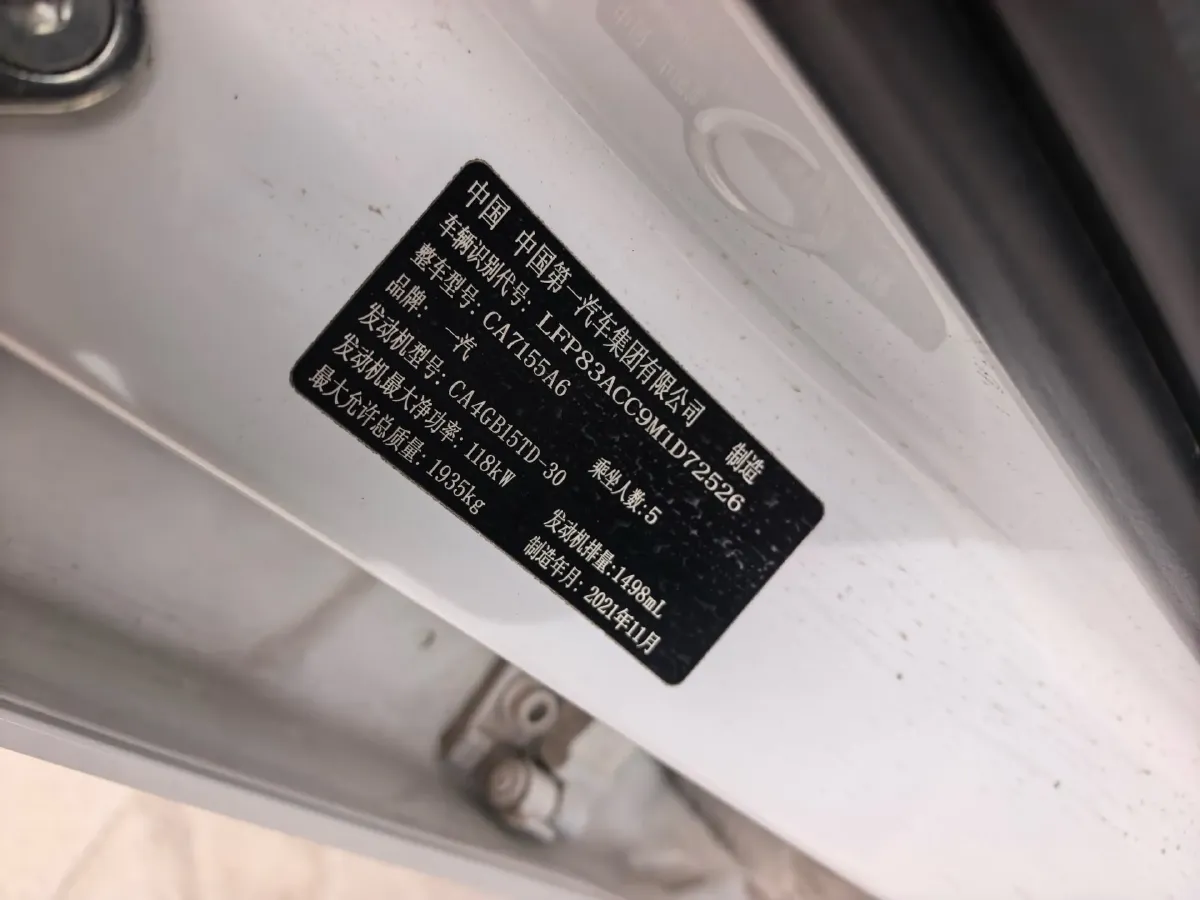 中国 中国第一汽车集团有限公司 制造
车辆识别代号: LFP83ACC9M1D72526
整车型号: CA7155A6
品牌: 一汽 乘坐人数:5
发动机型号: CA4GB15TD-30
发动机最大净功率: 118kW 发动机排量:1498mL
最大允许总质量: 1935kg 制造年月: 2021年11月